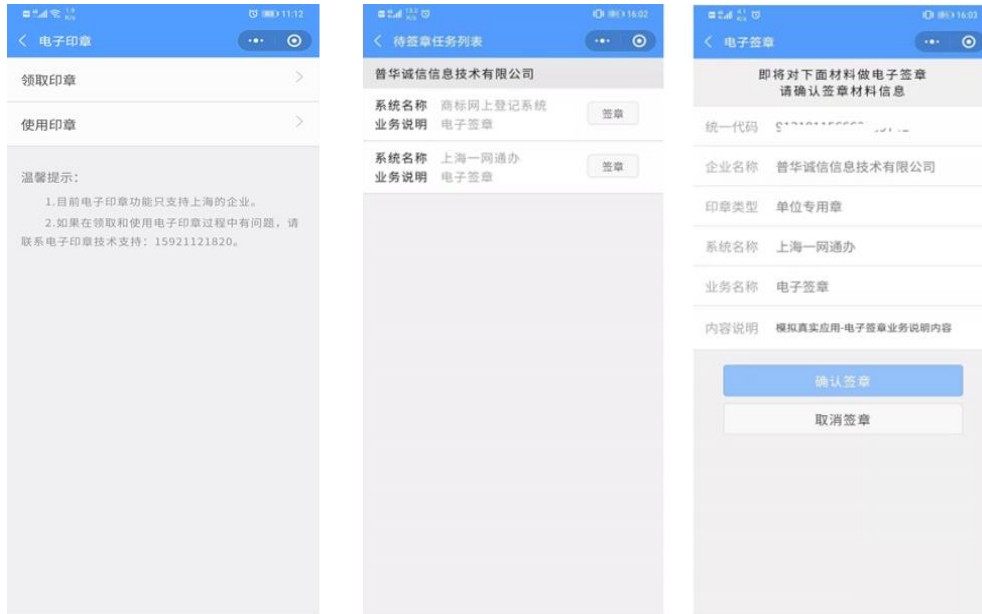 11:12
电子印章
领取印章
使用印章
温馨提示：
1.目前电子印章功能只支持上海的企业。
2.如果在领取和使用电子印章过程中有问题，请
联系电子印章技术支持：15921121820。
16:02
待签章任务列表
普华诚信信息技术有限公司
系统名称 商标网上登记系统
业务说明 电子签章
签章
系统名称 上海一网通办
业务说明 电子签章
签章
16:03
电子签章
即将对下面材料做电子签章
请确认签章材料信息
统一代码
企业名称 普华诚信信息技术有限公司
印章类型 单位专用章
系统名称 上海一网通办
业务名称 电子签章
内容说明 模拟真实应用-电子签章业务说明内容
确认签章
取消签章